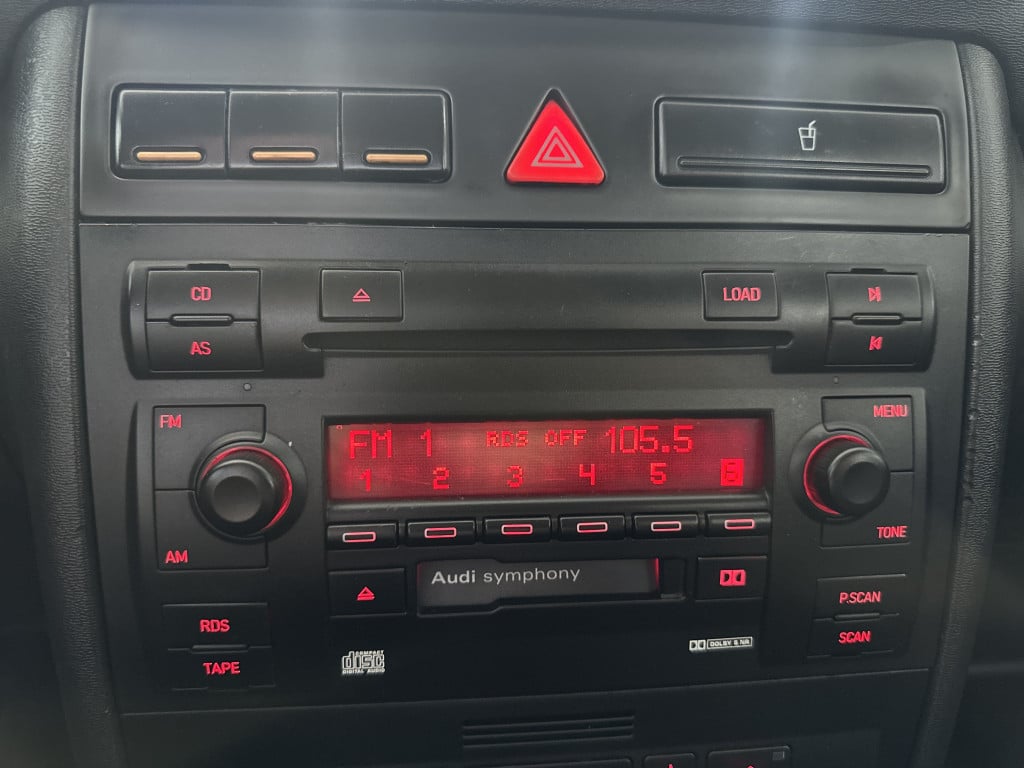 CD
LOAD
AS
FM
MENU
FM 1 RDS OFF 105.5
1 2 3 4 5 6
AM
TONE
Audi symphony
P.SCAN
RDS
SCAN
TAPE
COMPACT
disc
DIGITAL AUDIO
DOLBY B NR